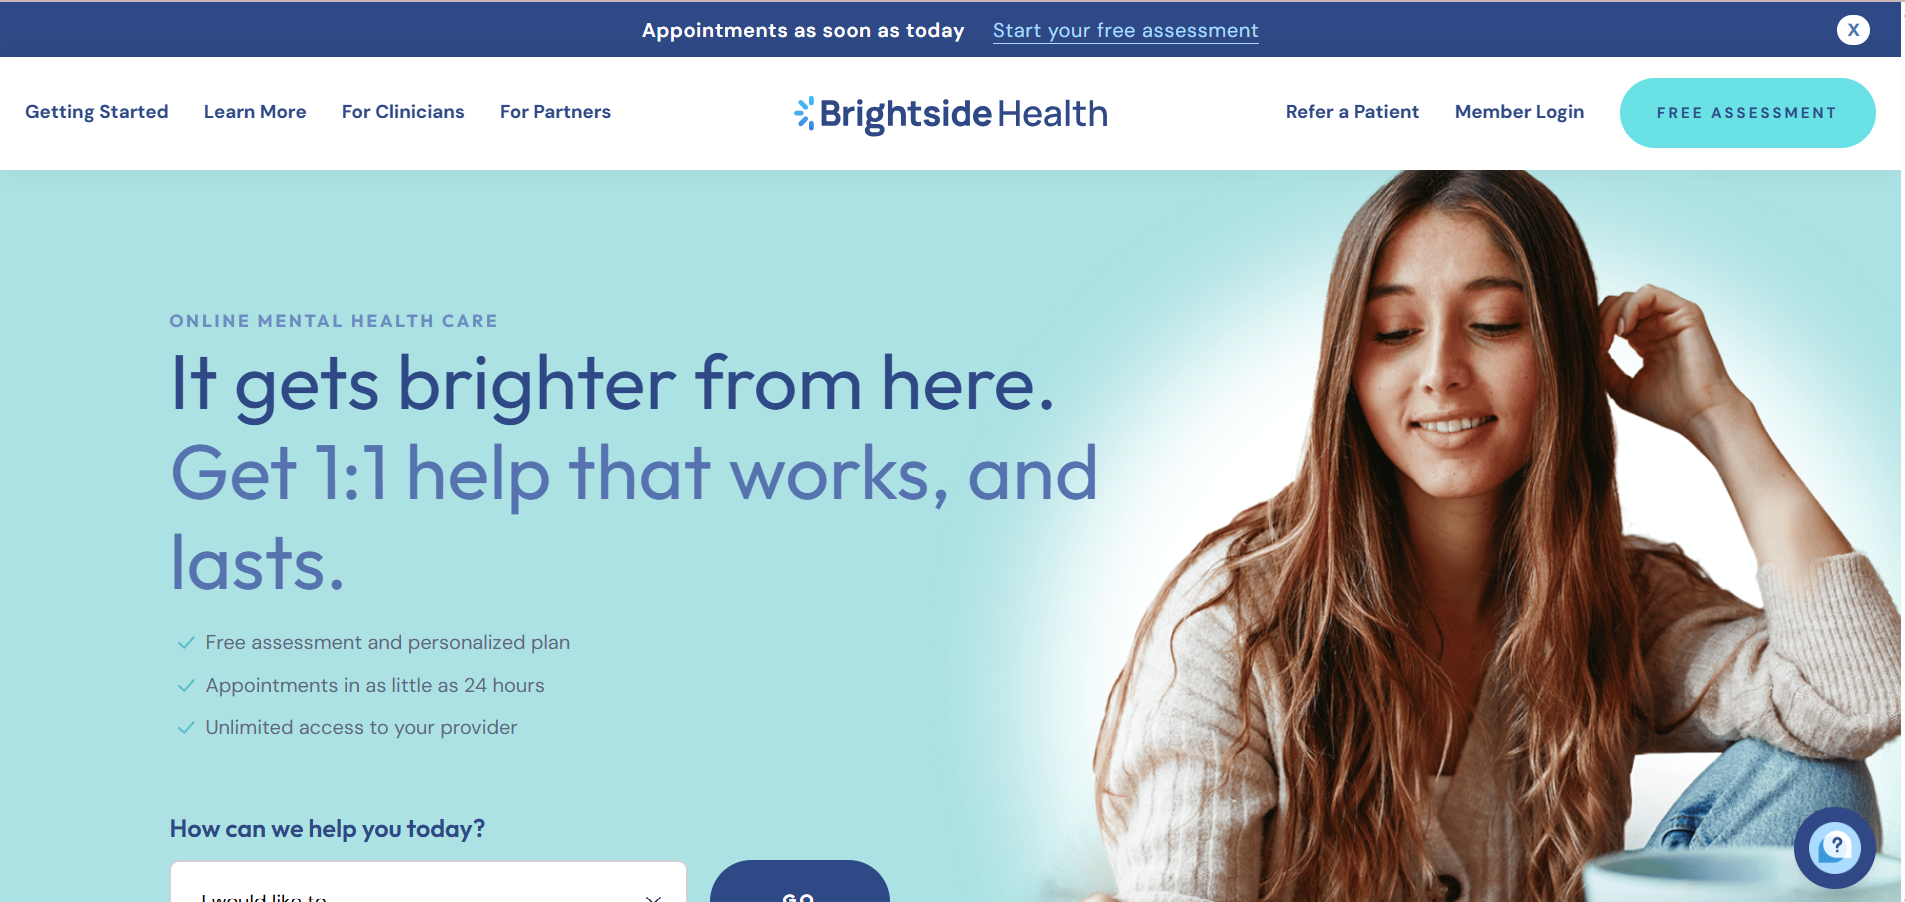 Appointments as soon as today Start your free assessment X
Getting Started Learn More For Clinicians For Partners Brightside Health Refer a Patient Member Login FREE ASSESSMENT
ONLINE MENTAL HEALTH CARE
It gets brighter from here.
Get 1:1 help that works, and
lasts.
Free assessment and personalized plan
Appointments in as little as 24 hours
Unlimited access to your provider
How can we help you today?
I would like to GO
?